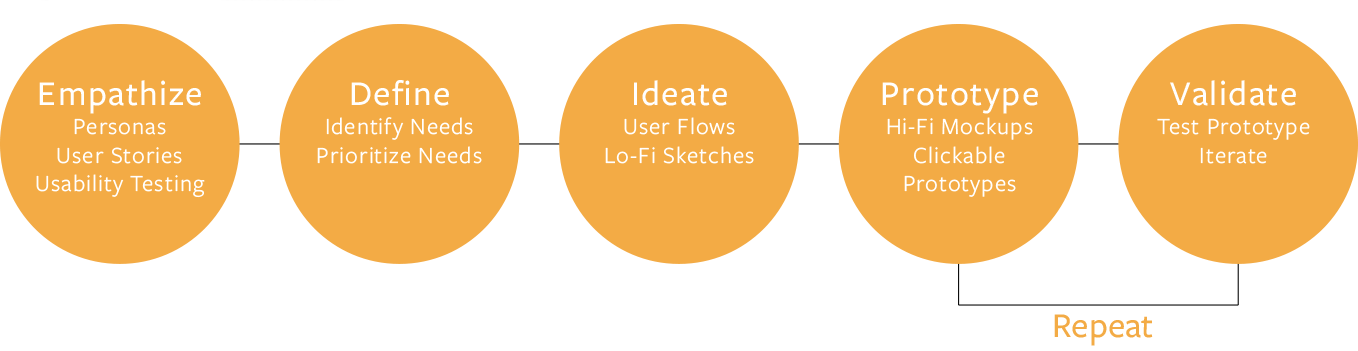 Empathize
Personas
User Stories
Usability Testing
Define
Identify Needs
Prioritize Needs
Ideate
User Flows
Lo-Fi Sketches
Prototype
Hi-Fi Mockups
Clickable
Prototypes
Validate
Test Prototype
Iterate
Repeat